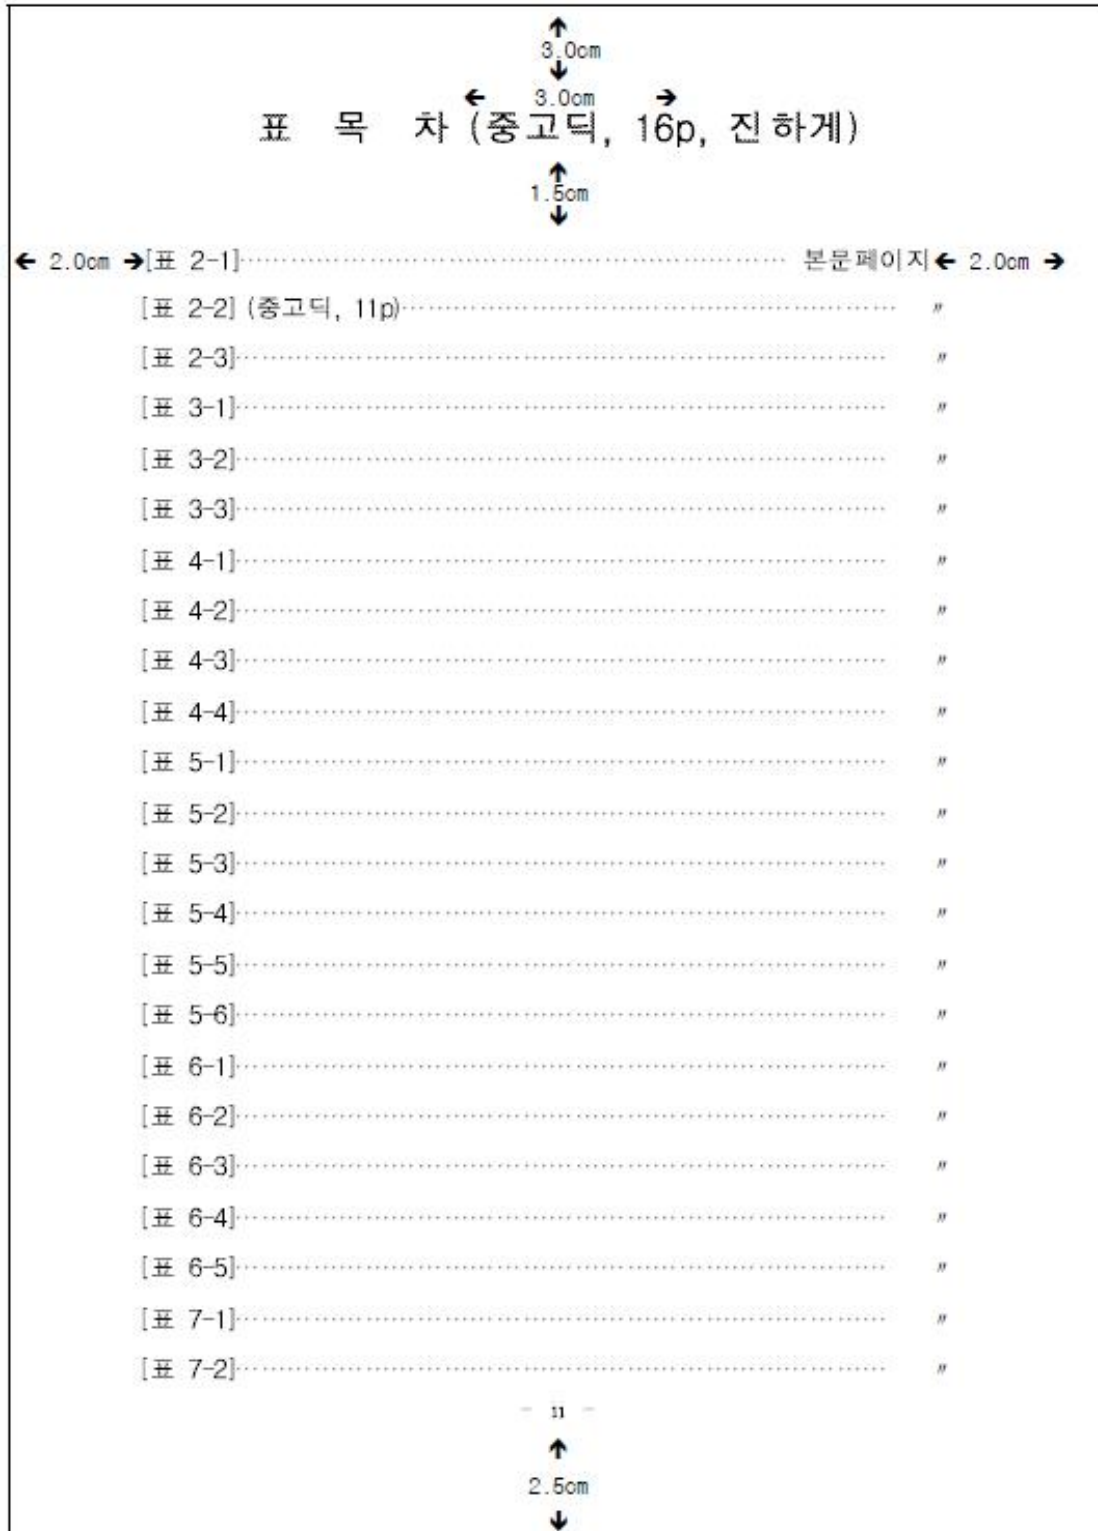 ↑
3.0cm
↓
← 3.0cm →
표 목 차 (중고딕, 16p, 진하게)
↑
1.5cm
↓
← 2.0cm →[표 2-1]·························································· 본문페이지← 2.0cm →
[표 2-2] (중고딕, 11p)·························································· 〃
[표 2-3]·························································· 〃
[표 3-1]·························································· 〃
[표 3-2]·························································· 〃
[표 3-3]·························································· 〃
[표 4-1]·························································· 〃
[표 4-2]·························································· 〃
[표 4-3]·························································· 〃
[표 4-4]·························································· 〃
[표 5-1]·························································· 〃
[표 5-2]·························································· 〃
[표 5-3]·························································· 〃
[표 5-4]·························································· 〃
[표 5-5]·························································· 〃
[표 5-6]·························································· 〃
[표 6-1]·························································· 〃
[표 6-2]·························································· 〃
[표 6-3]·························································· 〃
[표 6-4]·························································· 〃
[표 6-5]·························································· 〃
[표 7-1]·························································· 〃
[표 7-2]·························································· 〃
- ii -
↑
2.5cm
↓